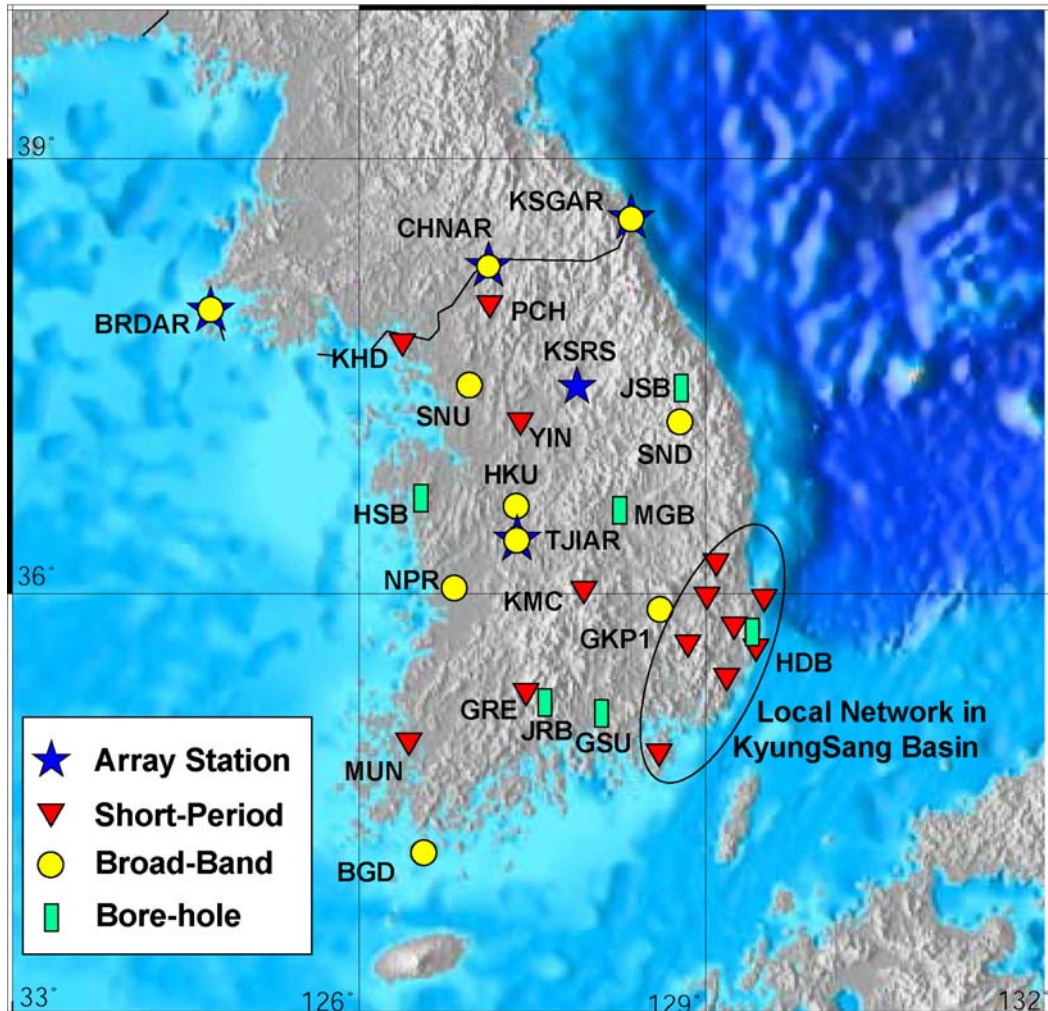 39°
KSGAR
CHNAR
BRDAR
PCH
KHD
KSRS
JSB
SNU
YIN
SND
HKU
HSB
MGB
TJIAR
36°
NPR
KMC
GKP1
HDB
GRE
JRB
GSU
Local Network in
KyungSang Basin
MUN
BGD
Array Station
Short-Period
Broad-Band
Bore-hole
33°
126°
129°
132°